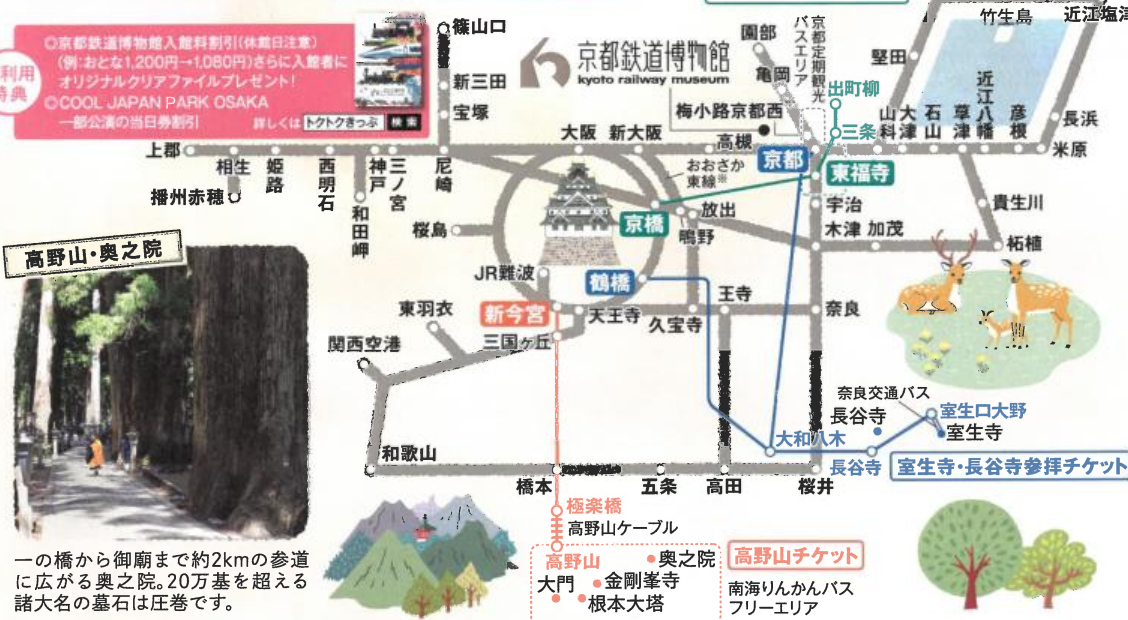 利用
特典
◎京都鉄道博物館入館料割引(休館日注意)
(例:おとな1,200円→1,080円)さらに入館者に
オリジナルクリアファイルプレゼント!
◎COOL JAPAN PARK OSAKA
一部公演の当日券割引
詳しくは トクトクきっぷ 検索
篠山口
新三田
宝塚
京都鉄道博物館
kyoto railway museum
梅小路京都西
園部
亀岡
京都定期観光
バスエリア
出町柳
三条
堅田
竹生島
近江塩津
山科
大津
石山
草津
近江八幡
彦根
長浜
米原
上郡
相生
姫路
西明石
神戸
三ノ宮
尼崎
大阪
新大阪
高槻
京都
東福寺
播州赤穂
和田岬
桜島
おおさか
東線※
京橋
放出
鴫野
宇治
木津
加茂
貴生川
柘植
高野山・奥之院
JR難波
鶴橋
王寺
東羽衣
新今宮
天王寺
久宝寺
奈良
関西空港
三国ヶ丘
奈良交通バス
長谷寺
室生口大野
室生寺
大和八木
長谷寺
室生寺・長谷寺参拝チケット
和歌山
橋本
五条
高田
桜井
極楽橋
高野山ケーブル
高野山
奥之院
大門
金剛峯寺
根本大塔
高野山チケット
南海りんかんバス
フリーエリア
一の橋から御廟まで約2kmの参道
に広がる奥之院。20万基を超える
諸大名の墓石は圧巻です。